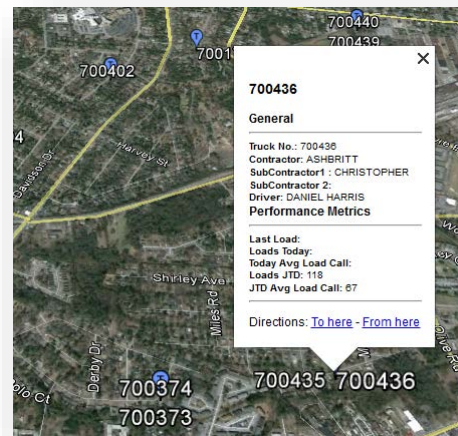 700440
700439
700402
Harvey St
Davidson Dr
Shirley Ave
Miles Rd
Derby Dr
700374
700373
700435 700436
700436
General
Truck No.: 700436
Contractor: ASHBRITT
SubContractor1 : CHRISTOPHER
SubContractor 2:
Driver: DANIEL HARRIS
Performance Metrics
Last Load:
Loads Today:
Today Avg Load Call:
Loads JTD: 118
JTD Avg Load Call: 67
Directions: To here - From here